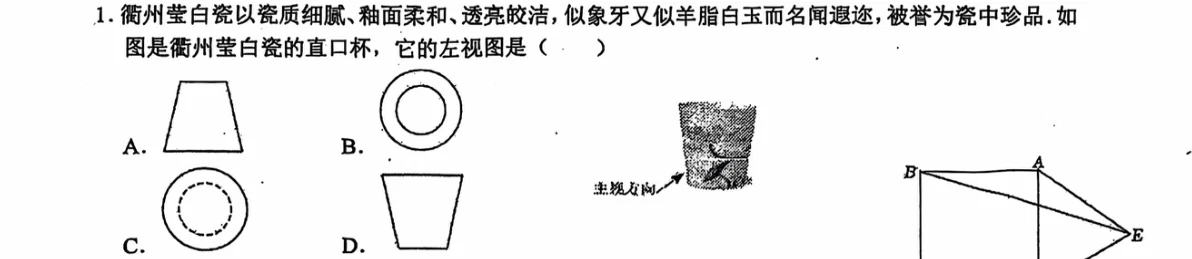 1. 衢州莹白瓷以瓷质细腻、釉面柔和、透亮皎洁，似象牙又似羊脂白玉而名闻遐迩，被誉为瓷中珍品.如
图是衢州莹白瓷的直口杯，它的左视图是（　　）
A.
B.
主视方向
C.
D.
B
A
E